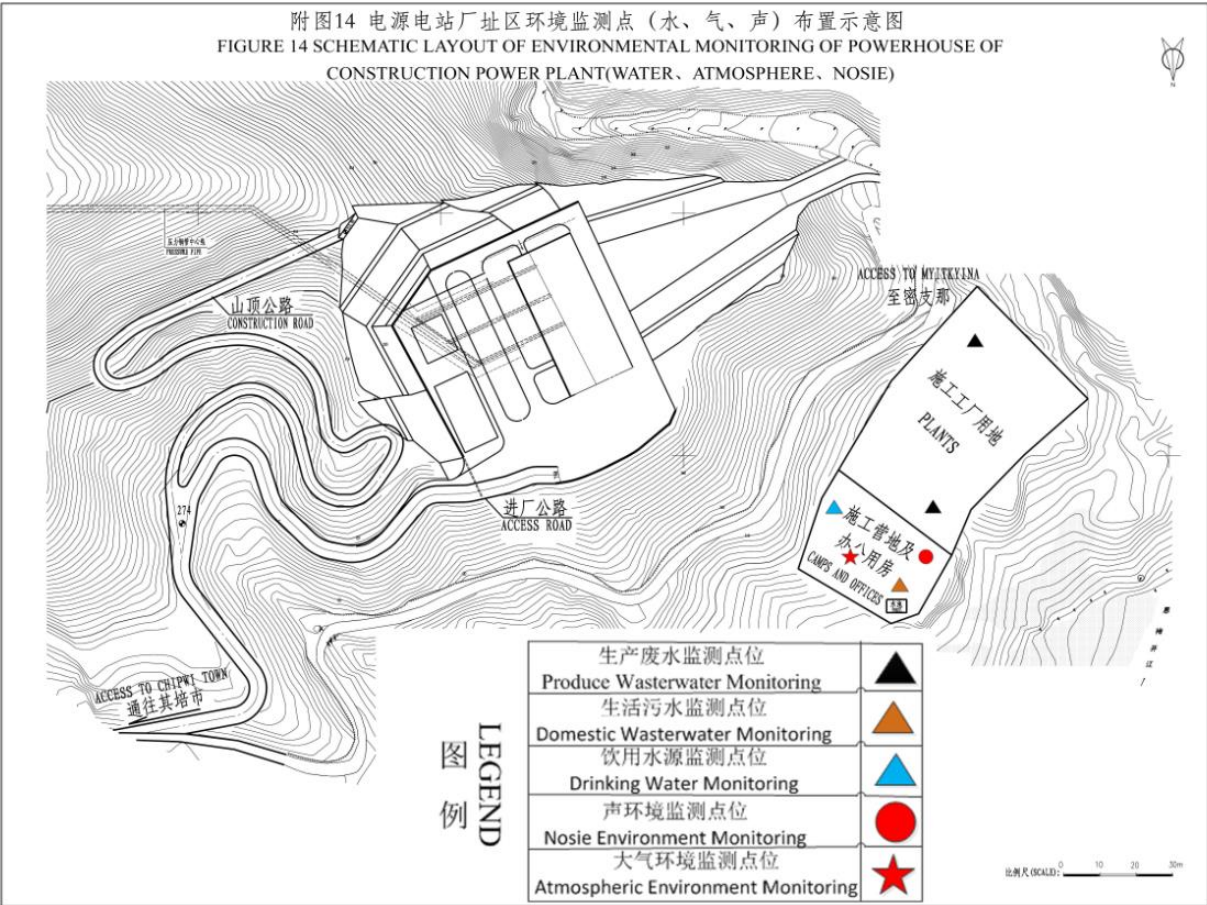 附图14 电源电站厂址区环境监测点（水、气、声）布置示意图
FIGURE 14 SCHEMATIC LAYOUT OF ENVIRONMENTAL MONITORING OF POWERHOUSE OF
CONSTRUCTION POWER PLANT(WATER、ATMOSPHERE、NOSIE)
N
压力钢管中心线
PRESSURE PIPE
山顶公路
CONSTRUCTION ROAD
ACCESS TO MYITKYINA
至密支那
施工工厂用地
PLANTS
进厂公路
ACCESS ROAD
274
施工营地及
办公用房
CAMPS AND OFFICES
ACCESS TO CHIPWI TOWN
通往其培市
图例
LEGEND
生产废水监测点位
Produce Wasterwater Monitoring
生活污水监测点位
Domestic Wasterwater Monitoring
饮用水源监测点位
Drinking Water Monitoring
声环境监测点位
Nosie Environment Monitoring
大气环境监测点位
Atmospheric Environment Monitoring
比例尺(SCALE): 0 10 20 30m